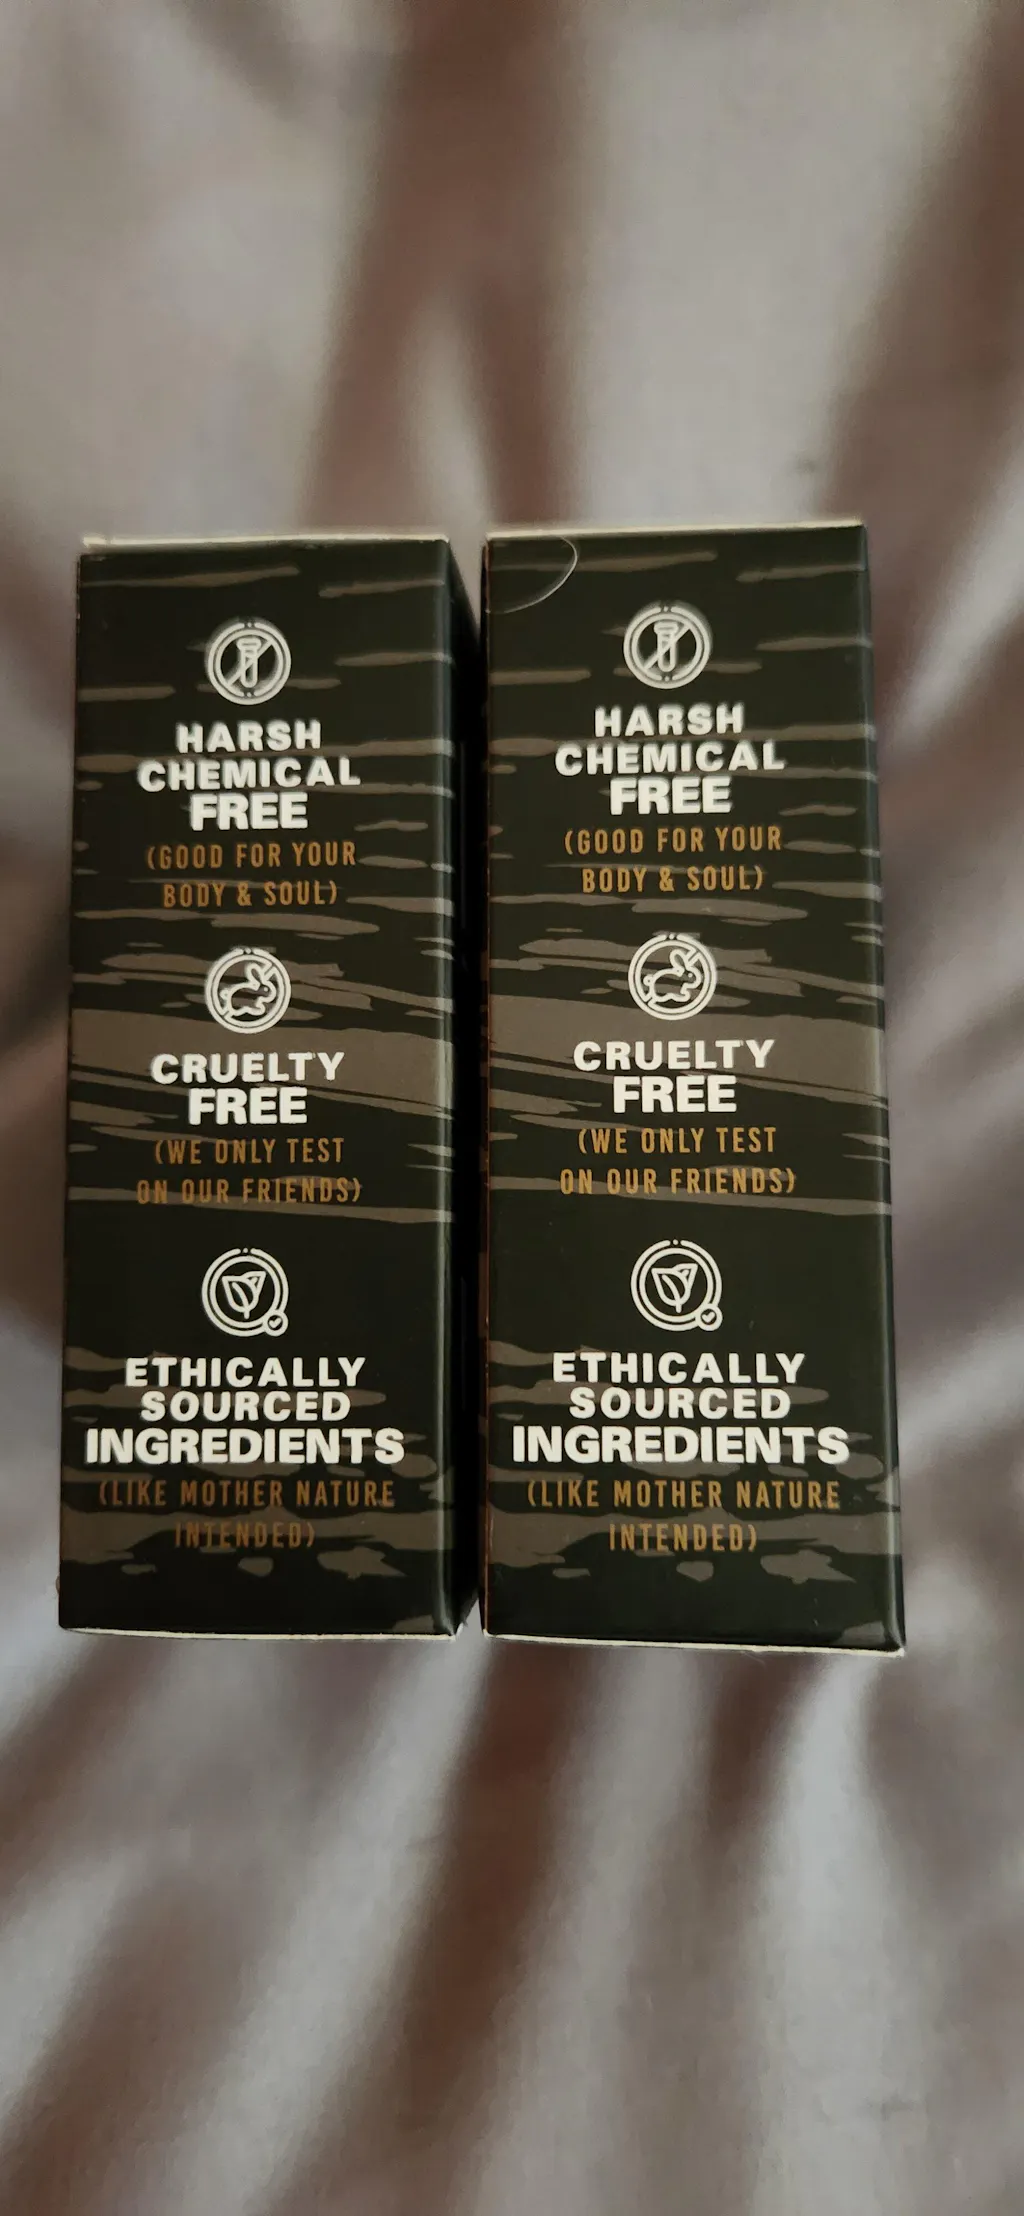 HARSH
CHEMICAL
FREE
(GOOD FOR YOUR
BODY & SOUL)
CRUELTY
FREE
(WE ONLY TEST
ON OUR FRIENDS)
ETHICALLY
SOURCED
INGREDIENTS
(LIKE MOTHER NATURE
INTENDED)
HARSH
CHEMICAL
FREE
(GOOD FOR YOUR
BODY & SOUL)
CRUELTY
FREE
(WE ONLY TEST
ON OUR FRIENDS)
ETHICALLY
SOURCED
INGREDIENTS
(LIKE MOTHER NATURE
INTENDED)